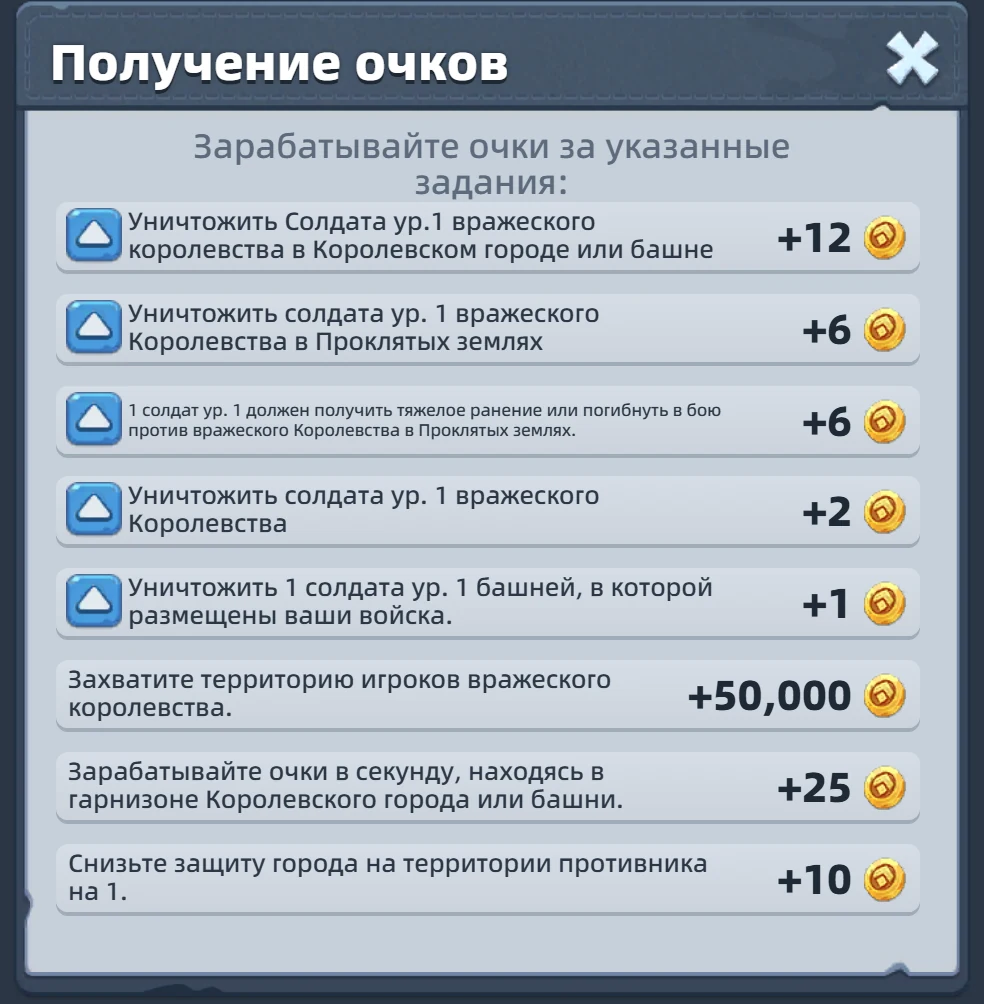 Получение очков
Зарабатывайте очки за указанные
задания:
Уничтожить Солдата ур.1 вражеского
королевства в Королевском городе или башне
+12
Уничтожить солдата ур. 1 вражеского
Королевства в Проклятых землях
+6
1 солдат ур. 1 должен получить тяжелое ранение или погибнуть в бою
против вражеского Королевства в Проклятых землях.
+6
Уничтожить солдата ур. 1 вражеского
Королевства
+2
Уничтожить 1 солдата ур. 1 башней, в которой
размещены ваши войска.
+1
Захватите территорию игроков вражеского
королевства.
+50,000
Зарабатывайте очки в секунду, находясь в
гарнизоне Королевского города или башни.
+25
Снизьте защиту города на территории противника
на 1.
+10